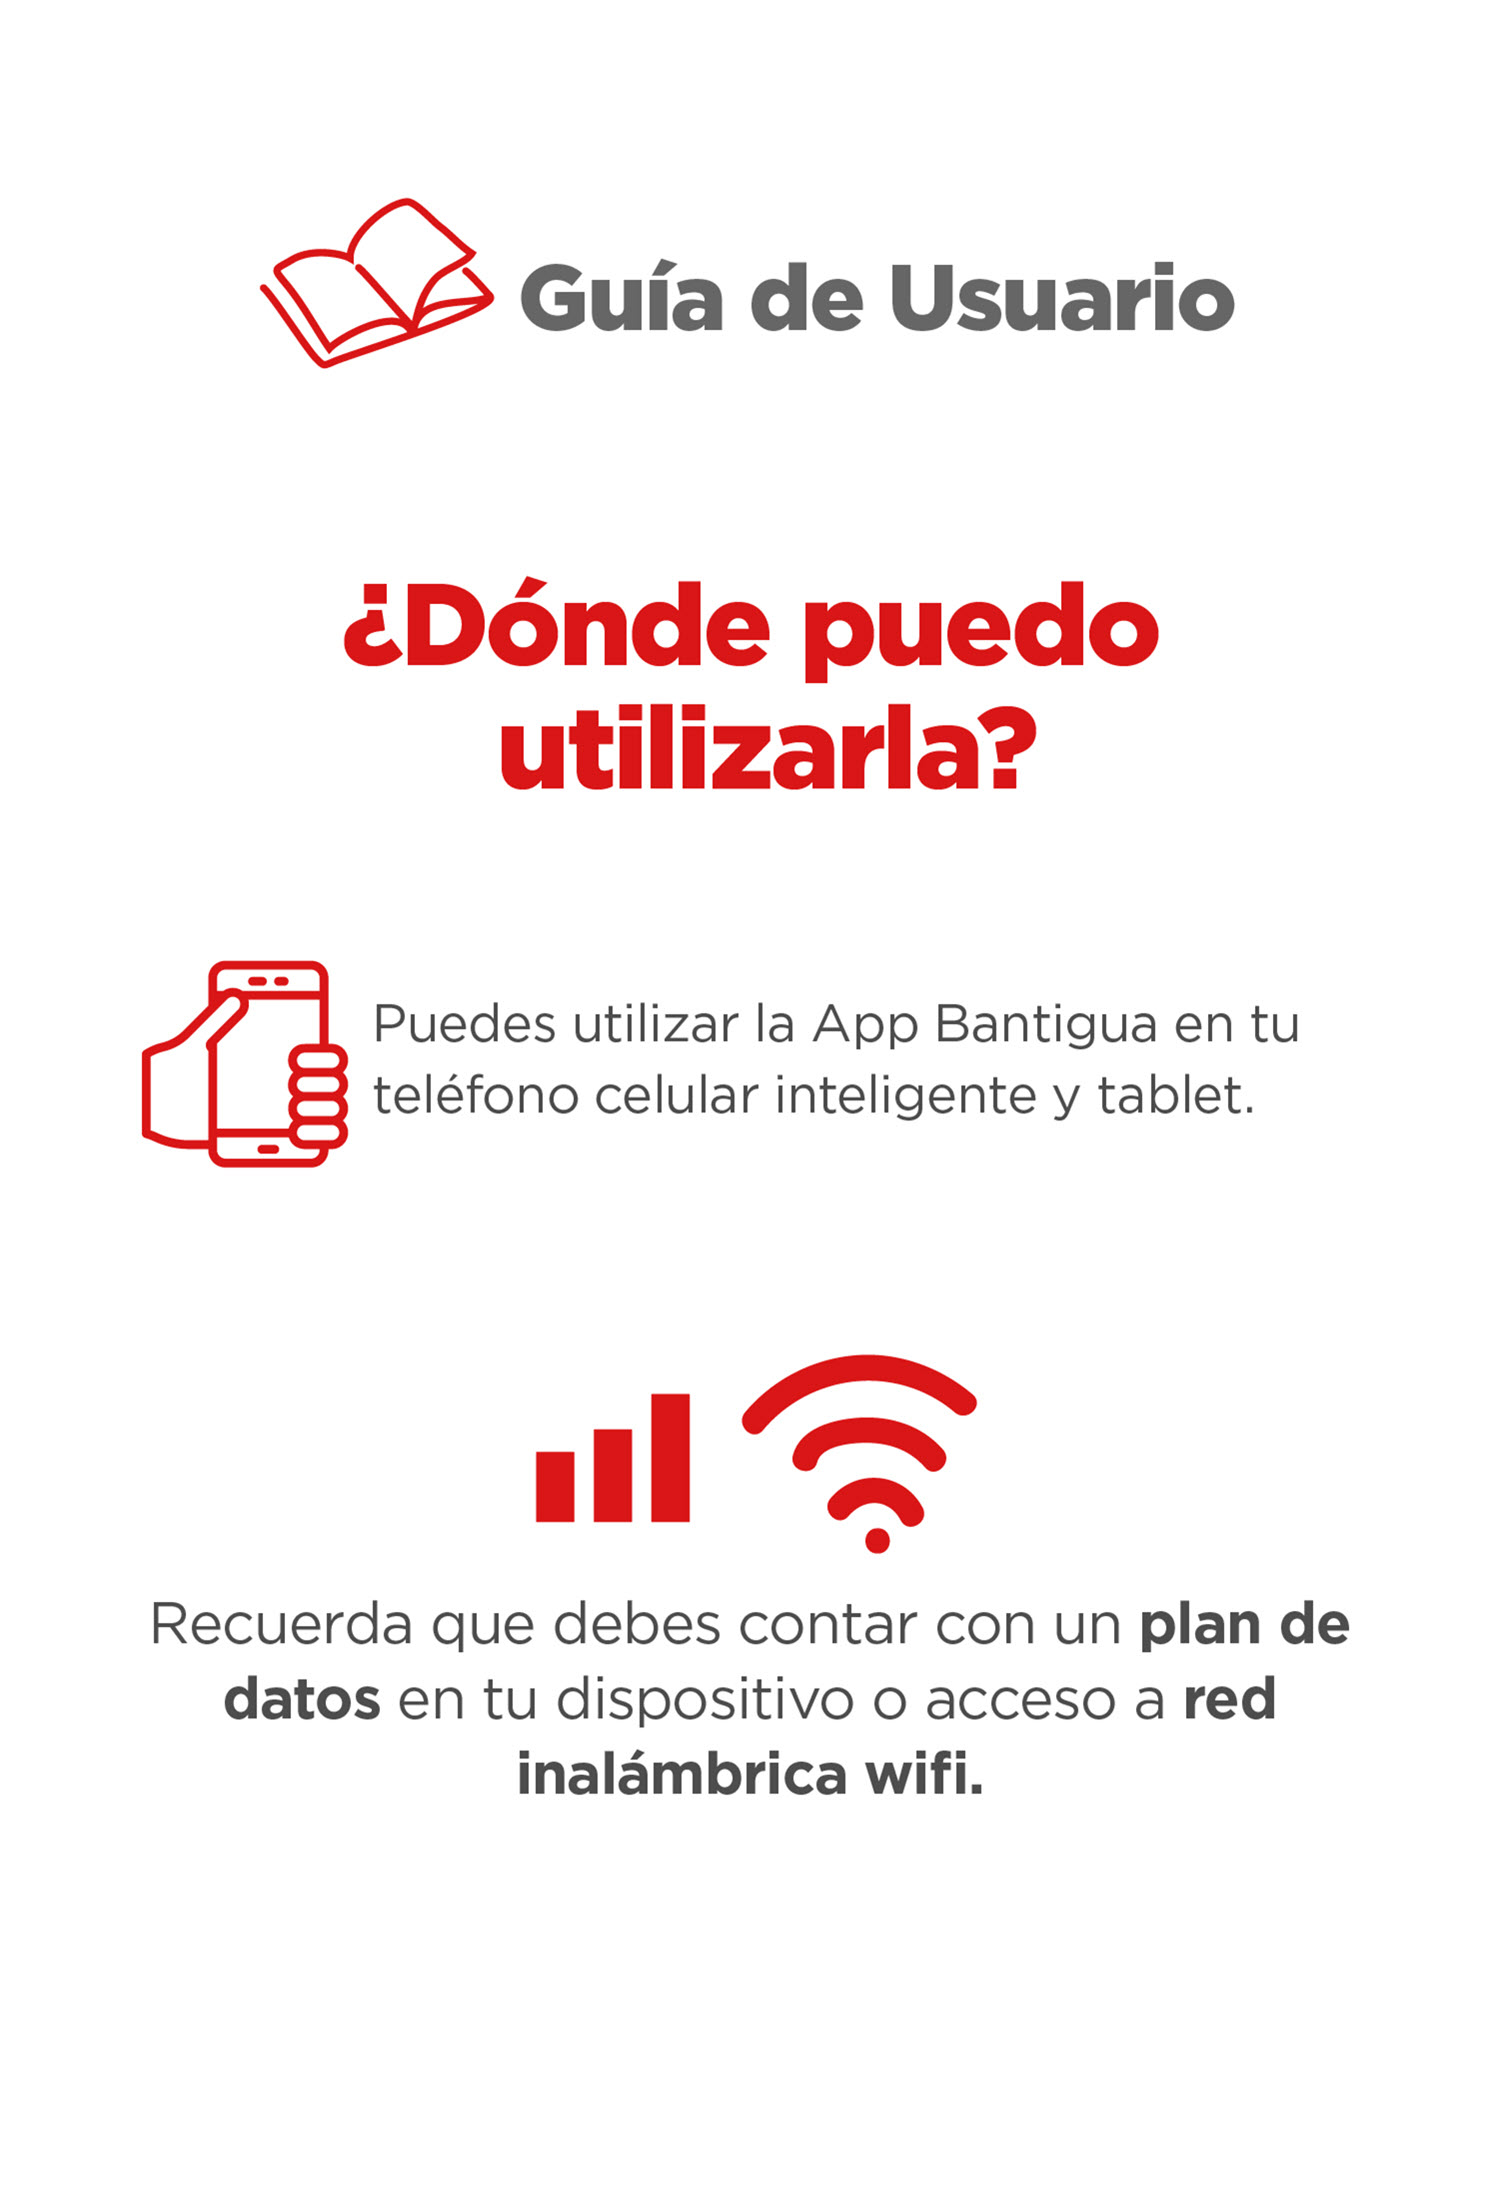 Guía de Usuario
¿Dónde puedo
utilizarla?
Puedes utilizar la App Bantigua en tu
teléfono celular inteligente y tablet.
Recuerda que debes contar con un plan de
datos en tu dispositivo o acceso a red
inalámbrica wifi.